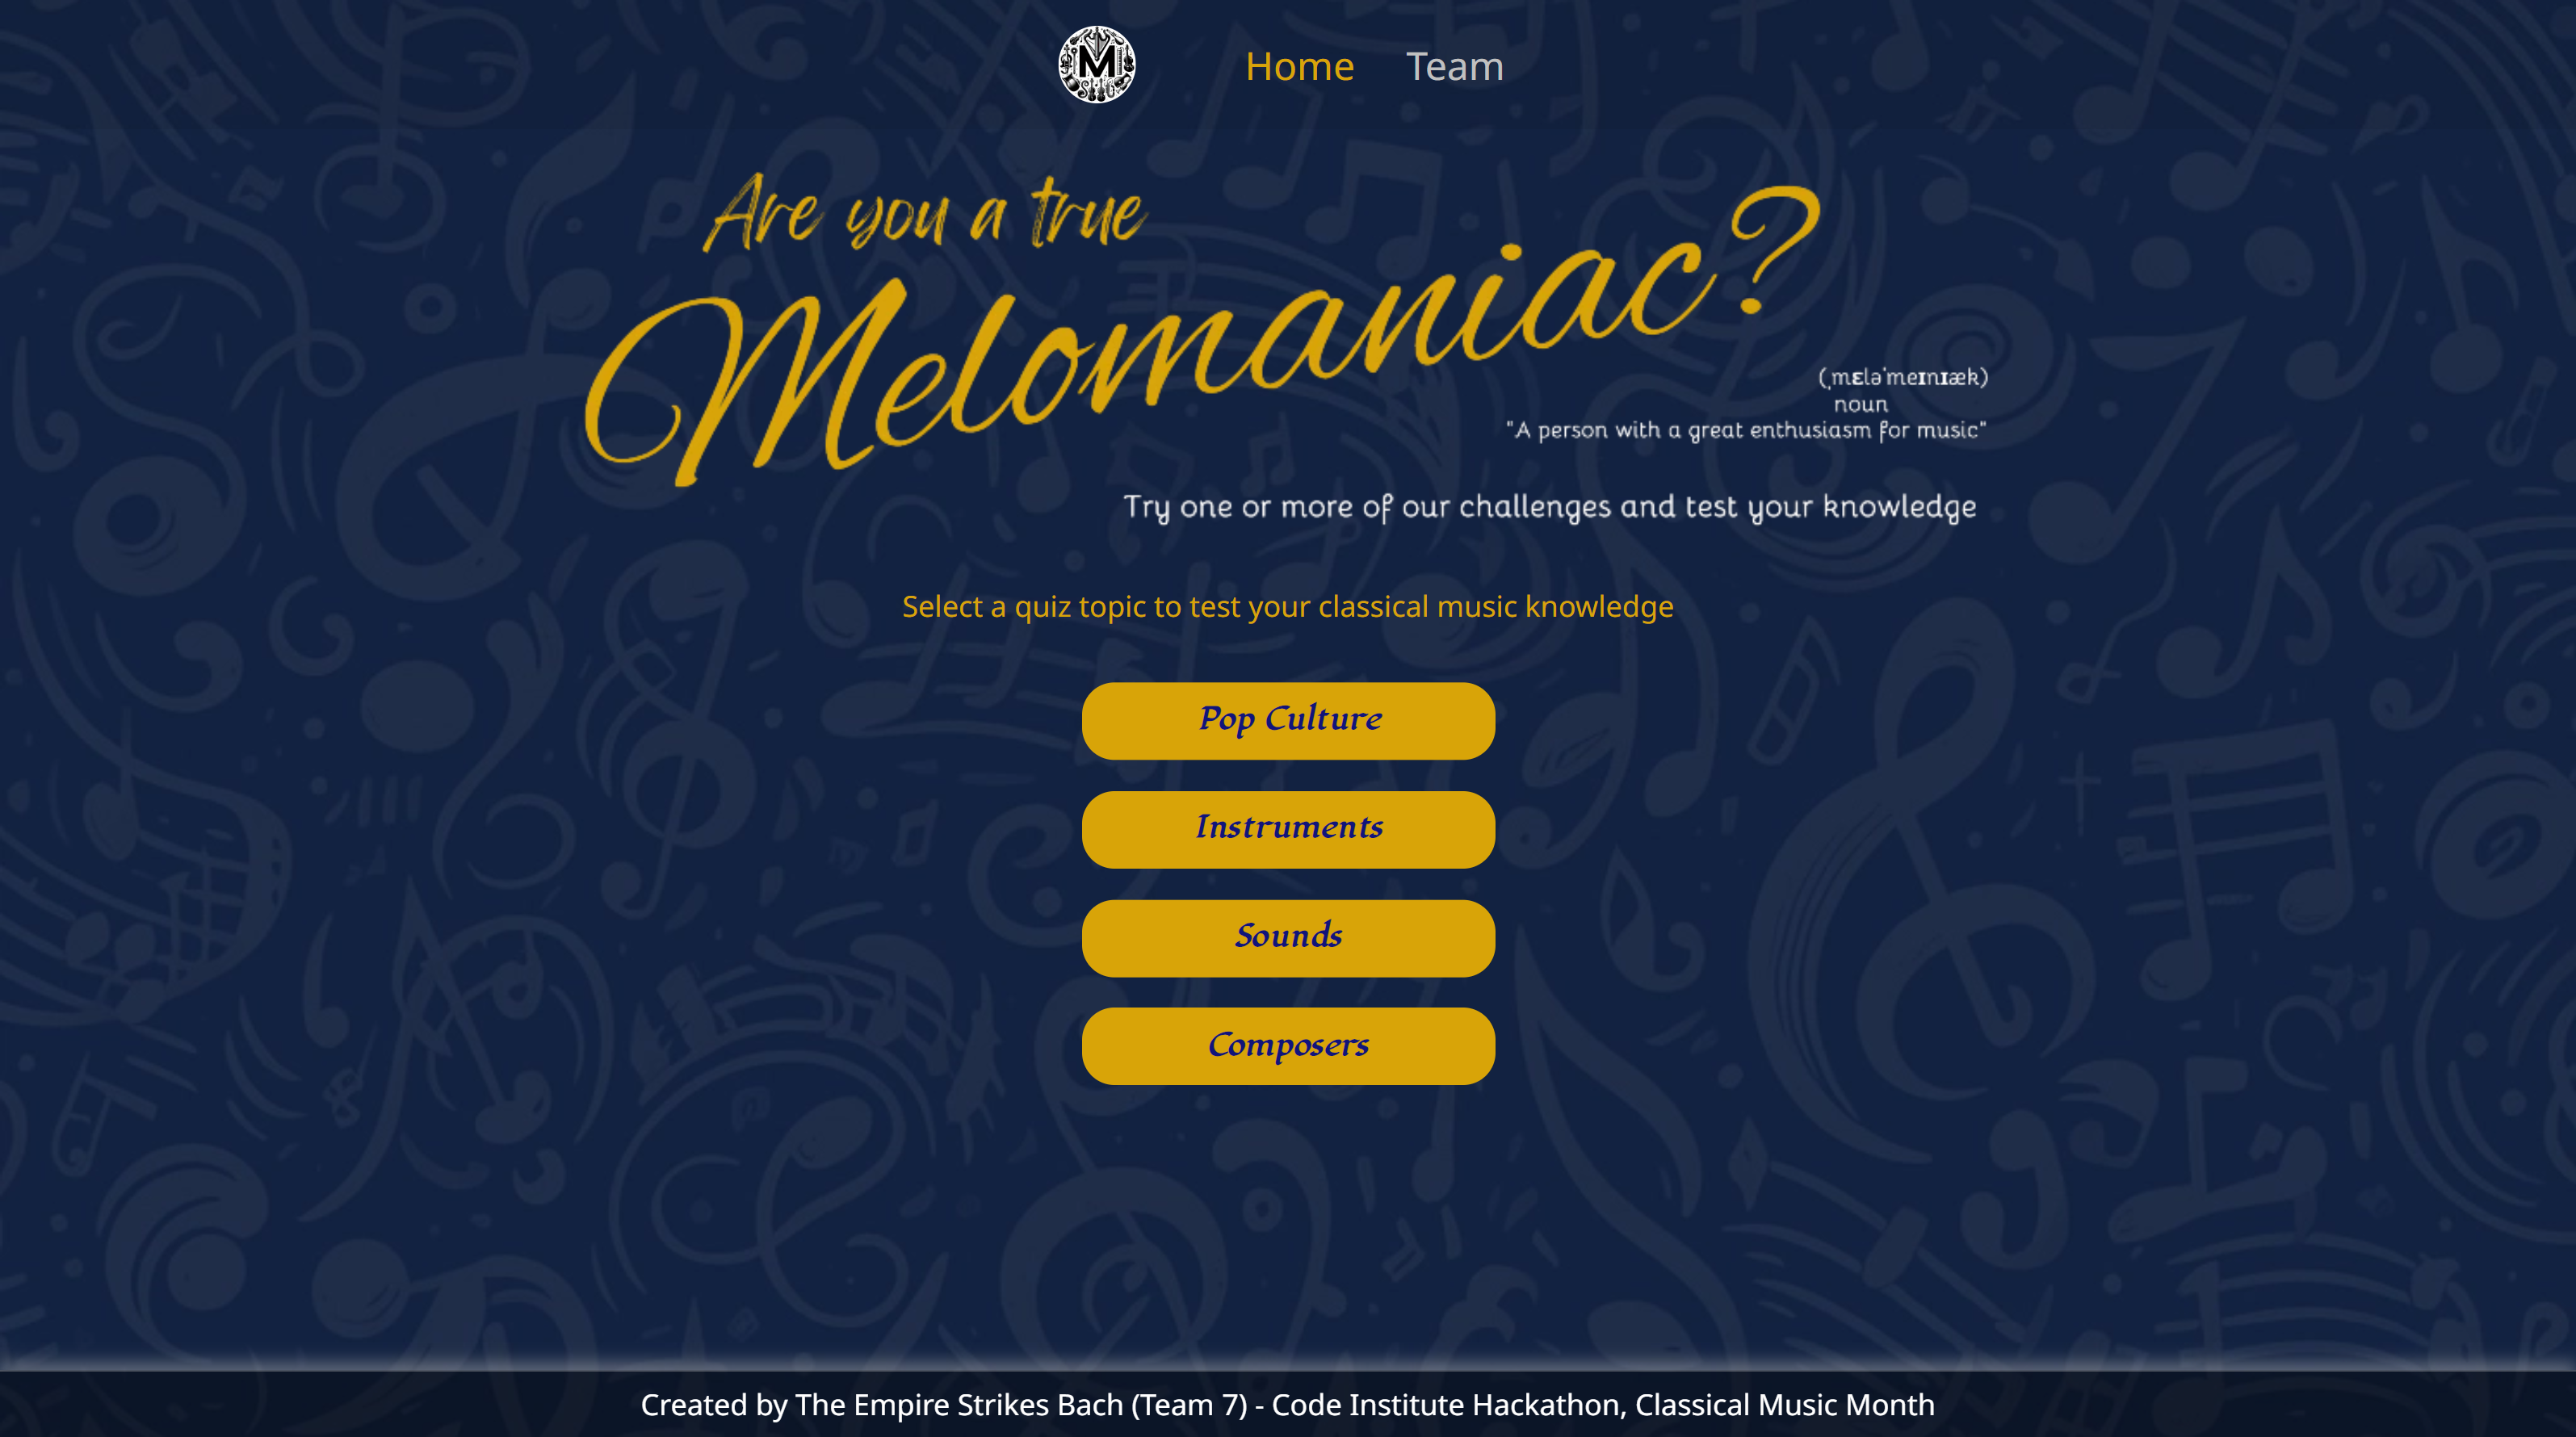 M
Home Team
Are you a true
Melomaniac?
(ˌmɛləˈmeɪnɪæk)
noun
"A person with a great enthusiasm for music"
Try one or more of our challenges and test your knowledge
Select a quiz topic to test your classical music knowledge
Pop Culture
Instruments
Sounds
Composers
Created by The Empire Strikes Bach (Team 7) - Code Institute Hackathon, Classical Music Month